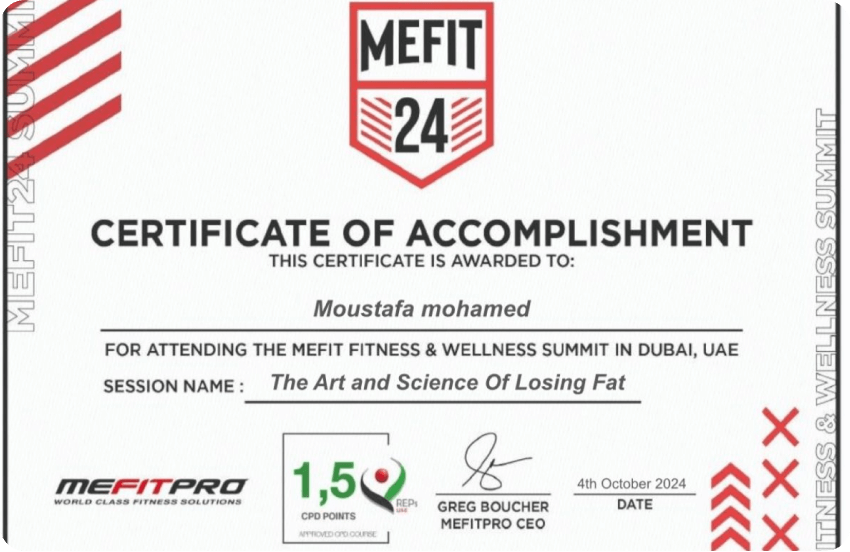 MEFIT24 SUMMI
MEFIT
24
CERTIFICATE OF ACCOMPLISHMENT
THIS CERTIFICATE IS AWARDED TO:
Moustafa mohamed
FOR ATTENDING THE MEFIT FITNESS & WELLNESS SUMMIT IN DUBAI, UAE
SESSION NAME : The Art and Science Of Losing Fat
MEFITPRO
WORLD CLASS FITNESS SOLUTIONS
1,5
CPD POINTS
REPs
UAE
APPROVED CPD COURSE
GREG BOUCHER
MEFITPRO CEO
4th October 2024
DATE
ITNESS & WELLNESS SUMMIT